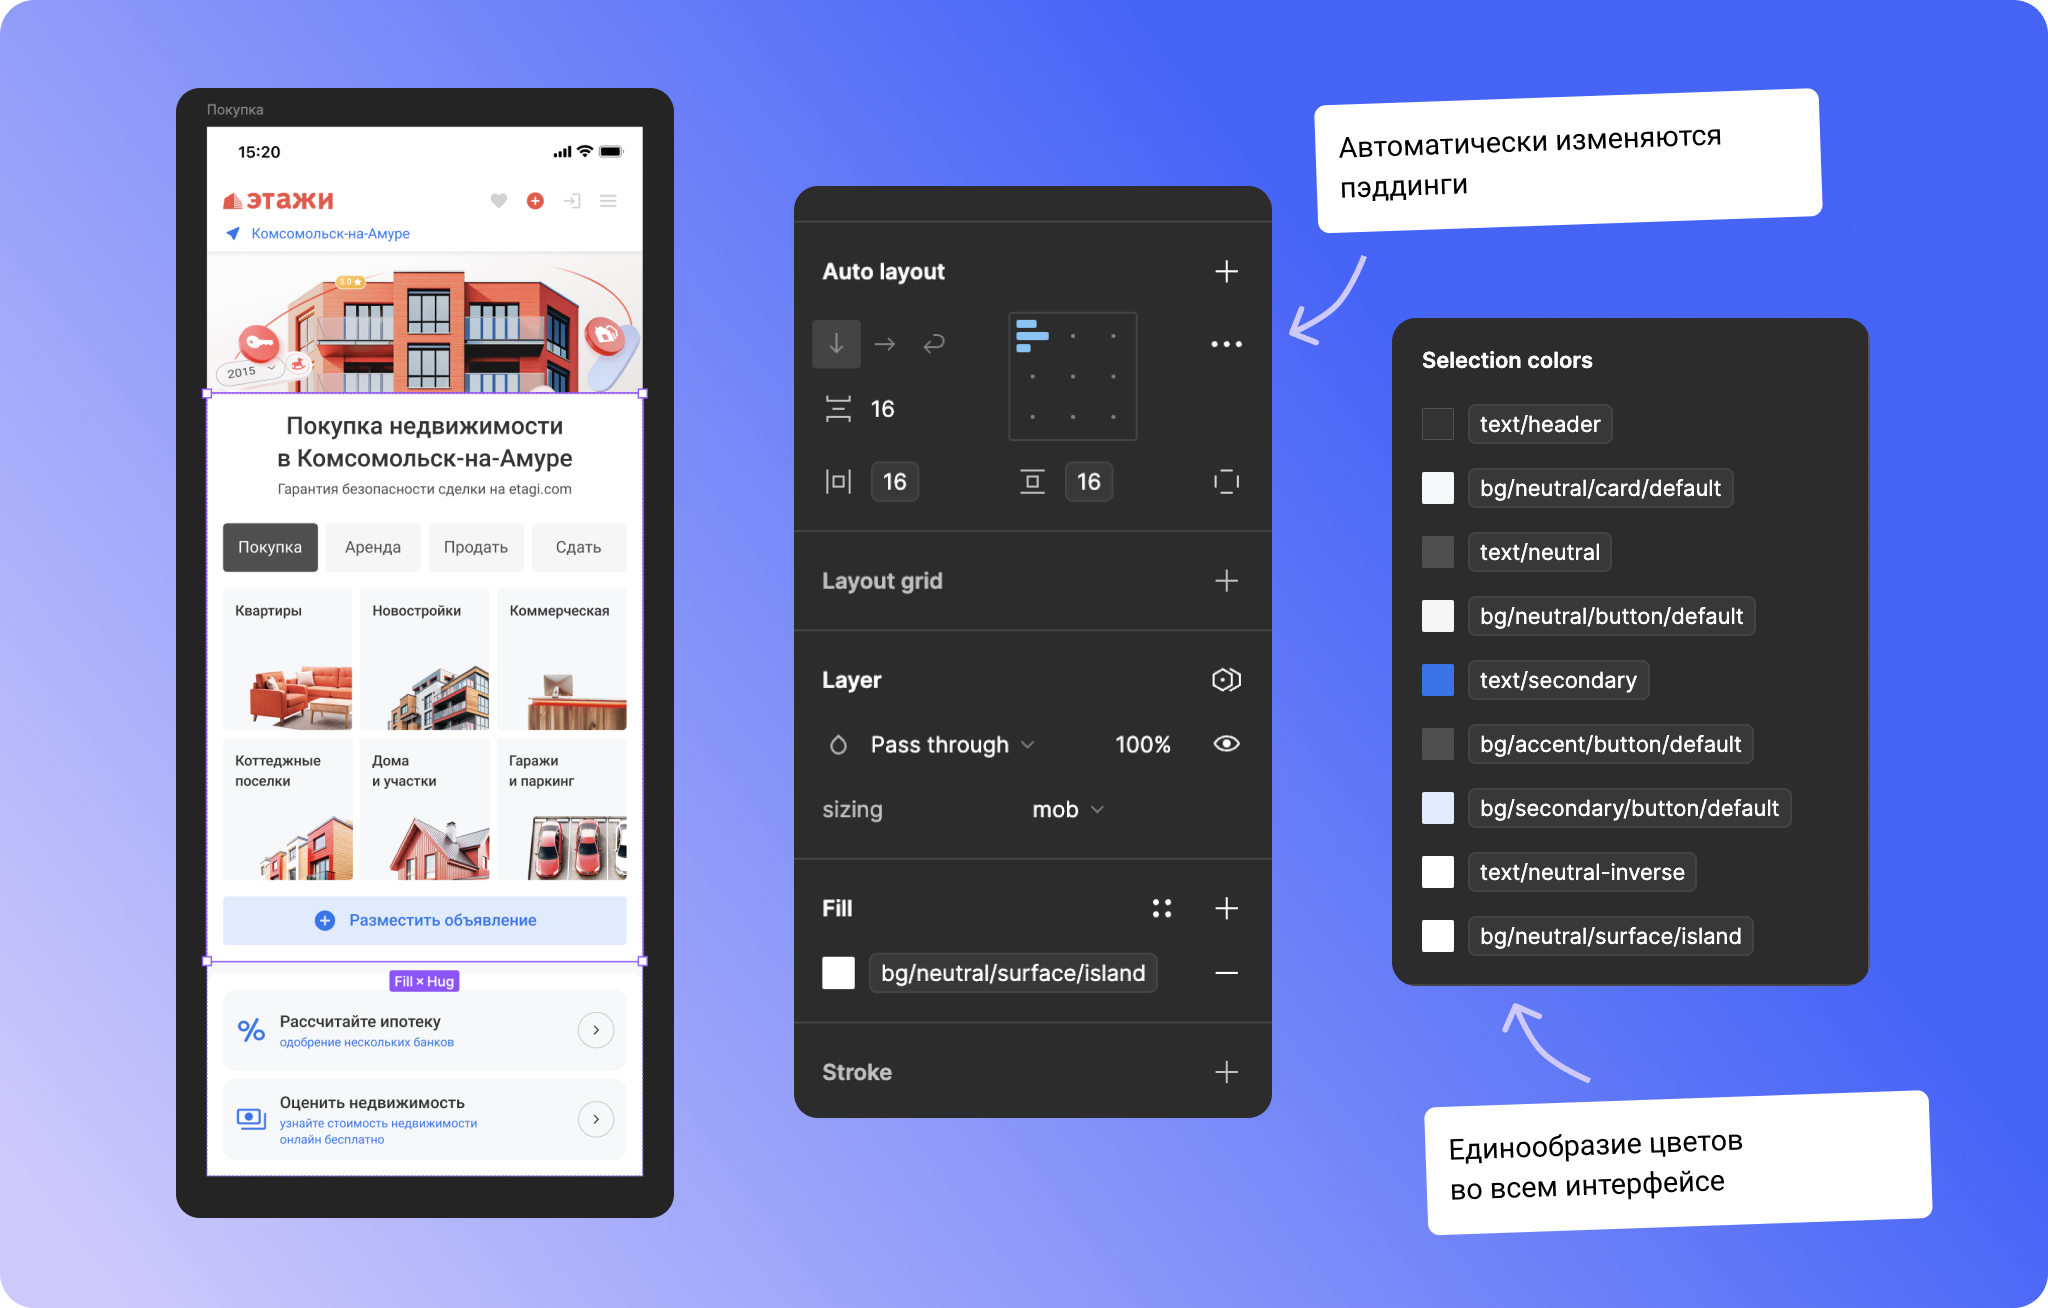 Покупка
15:20
этажи
Комсомольск-на-Амуре
5.0
2015
Покупка недвижимости
в Комсомольск-на-Амуре
Гарантия безопасности сделки на etagi.com
Покупка
Аренда
Продать
Сдать
Квартиры
Новостройки
Коммерческая
Коттеджные
поселки
Дома
и участки
Гаражи
и паркинг
Разместить объявление
Fill × Hug
Рассчитайте ипотеку
одобрение нескольких банков
Оценить недвижимость
узнайте стоимость недвижимости
онлайн бесплатно
Auto layout
16
16
16
Layout grid
Layer
Pass through
100%
sizing
mob
Fill
bg/neutral/surface/island
Stroke
Автоматически изменяются
пэддинги
Selection colors
text/header
bg/neutral/card/default
text/neutral
bg/neutral/button/default
text/secondary
bg/accent/button/default
bg/secondary/button/default
text/neutral-inverse
bg/neutral/surface/island
Единообразие цветов
во всем интерфейсе